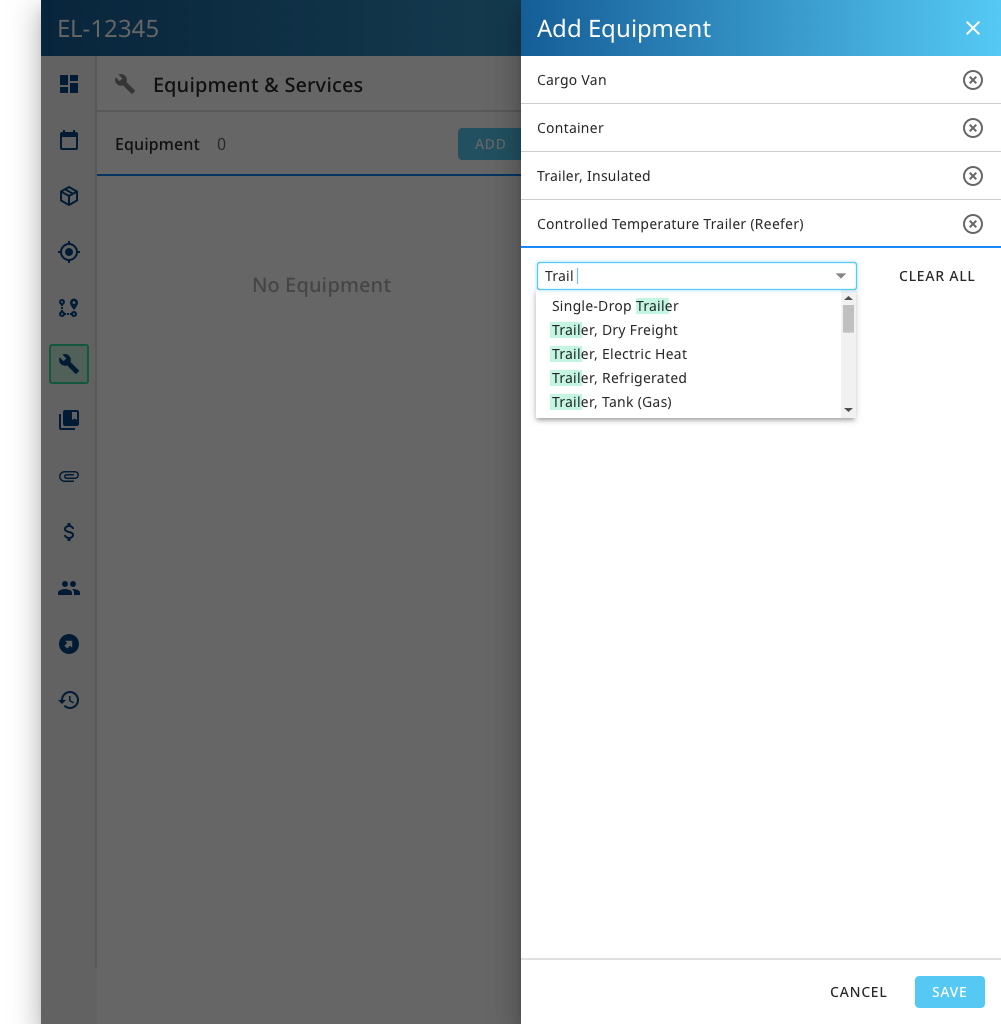 EL-12345
Equipment & Services
Equipment 0
ADD
No Equipment
Add Equipment
Cargo Van
Container
Trailer, Insulated
Controlled Temperature Trailer (Reefer)
Trail
CLEAR ALL
Single-Drop Trailer
Trailer, Dry Freight
Trailer, Electric Heat
Trailer, Refrigerated
Trailer, Tank (Gas)
CANCEL
SAVE